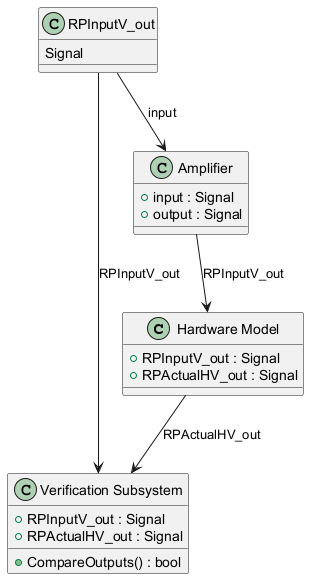 C RPInputV_out
Signal
input
C Amplifier
input : Signal
output : Signal
RPInputV_out
RPInputV_out
C Hardware Model
RPInputV_out : Signal
RPActualHV_out : Signal
RPActualHV_out
C Verification Subsystem
RPInputV_out : Signal
RPActualHV_out : Signal
CompareOutputs() : bool